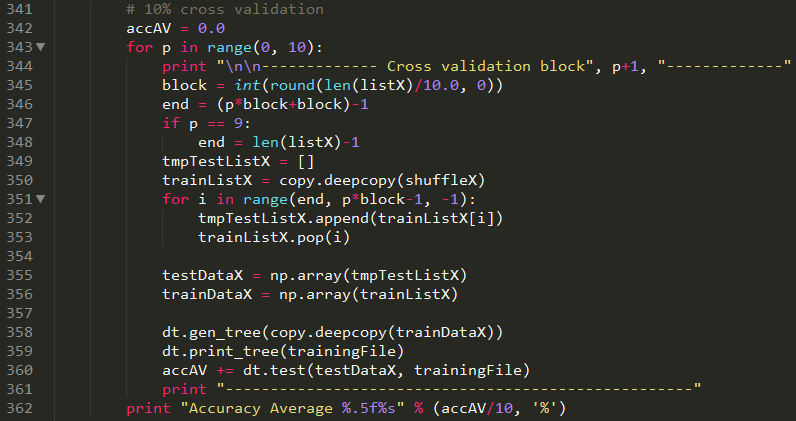 341 # 10% cross validation
342 accAV = 0.0
343 for p in range(0, 10):
344 print "\n\n------------- Cross validation block", p+1, "-------------"
345 block = int(round(len(listX)/10.0, 0))
346 end = (p*block+block)-1
347 if p == 9:
348 end = len(listX)-1
349 tmpTestListX = []
350 trainListX = copy.deepcopy(shuffleX)
351 for i in range(end, p*block-1, -1):
352 tmpTestListX.append(trainListX[i])
353 trainListX.pop(i)
354
355 testDataX = np.array(tmpTestListX)
356 trainDataX = np.array(trainListX)
357
358 dt.gen_tree(copy.deepcopy(trainDataX))
359 dt.print_tree(trainingFile)
360 accAV += dt.test(testDataX, trainingFile)
361 print "----------------------------------------------------"
362 print "Accuracy Average %.5f%s" % (accAV/10, '%')